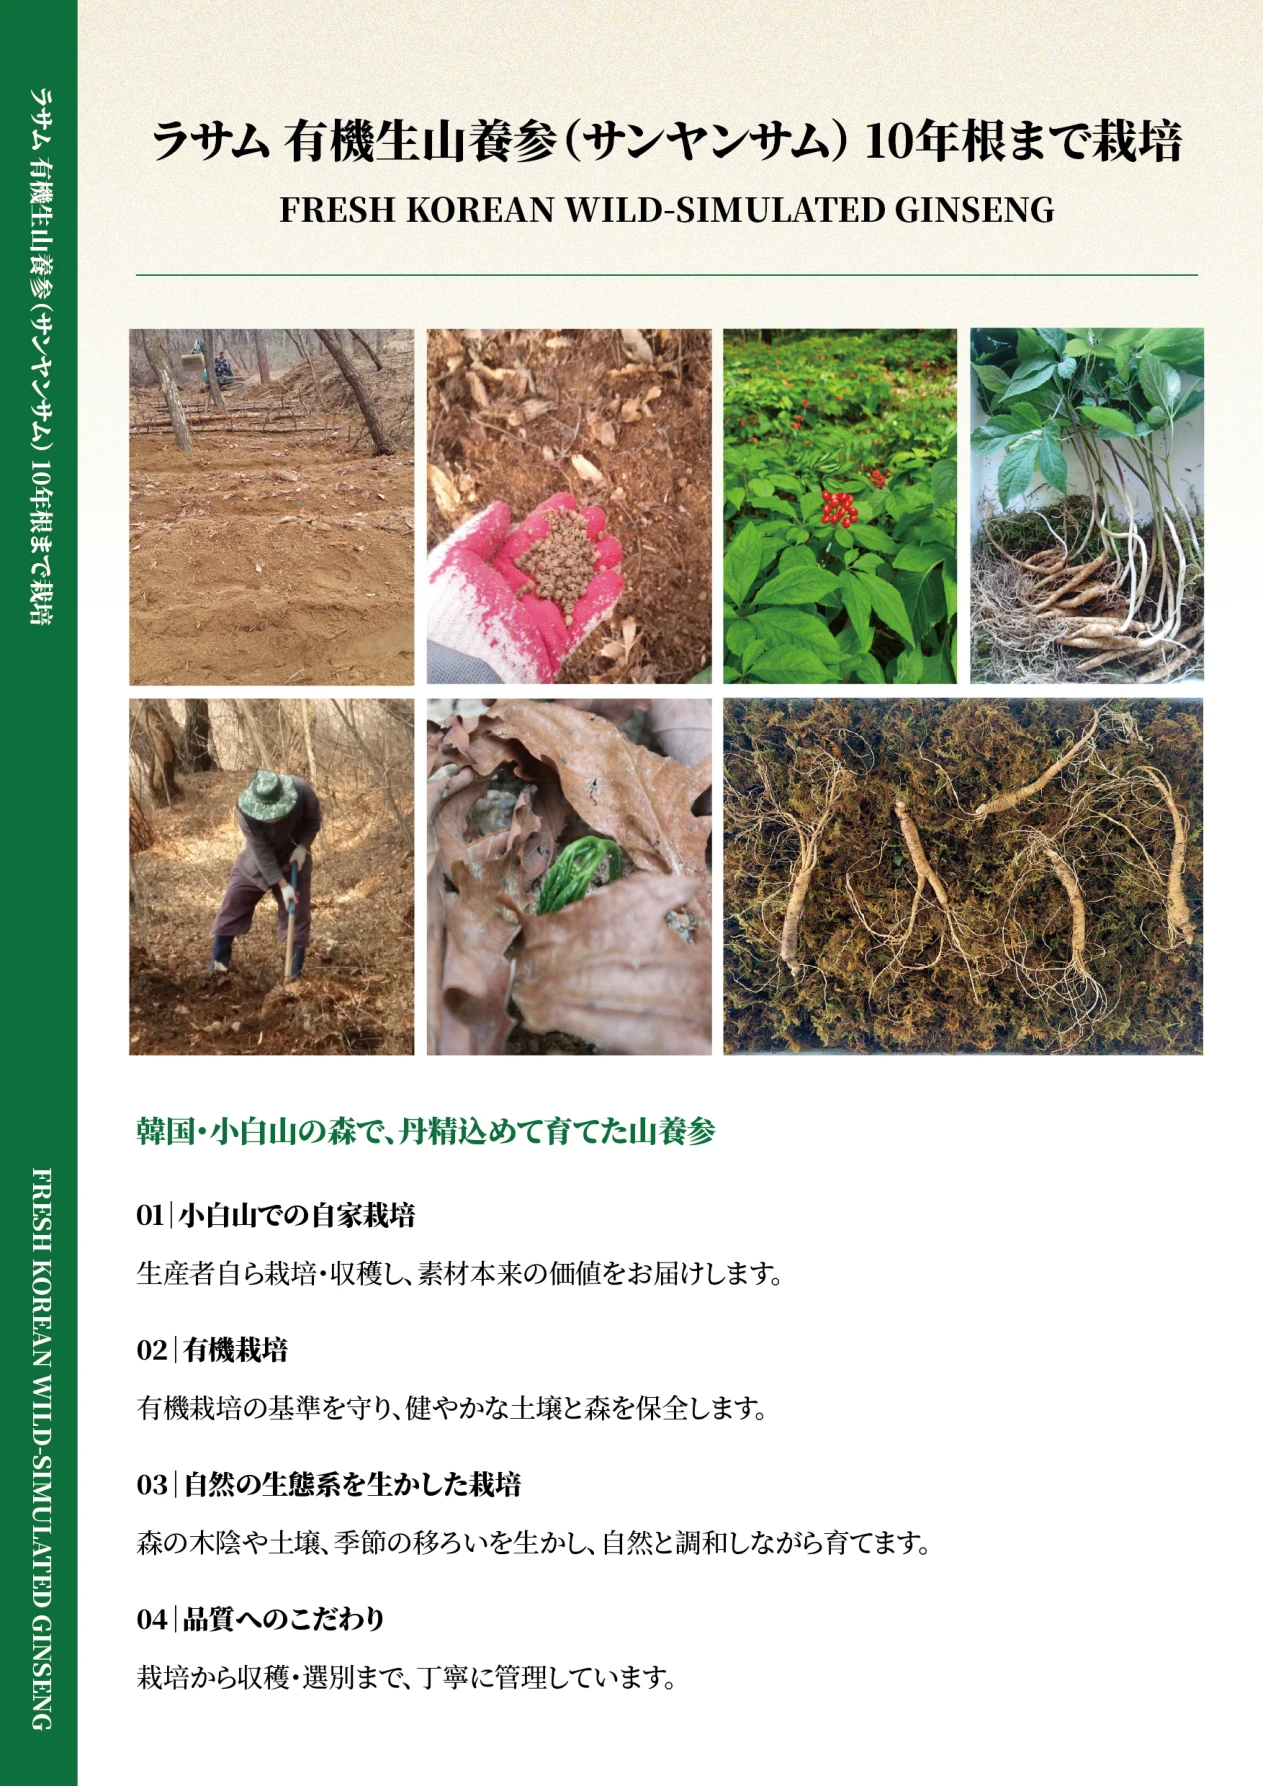 ラサム 有機生山養参(サンヤンサム) 10年根まで栽培
FRESH KOREAN WILD-SIMULATED GINSENG
ラサム 有機生山養参(サンヤンサム) 10年根まで栽培
FRESH KOREAN WILD-SIMULATED GINSENG
韓国・小白山の森で、丹精込めて育てた山養参
01|小白山での自家栽培
生産者自ら栽培・収穫し、素材本来の価値をお届けします。
02|有機栽培
有機栽培の基準を守り、健やかな土壌と森を保全します。
03|自然の生態系を生かした栽培
森の木陰や土壌、季節の移ろいを生かし、自然と調和しながら育てます。
04|品質へのこだわり
栽培から収穫・選別まで、丁寧に管理しています。